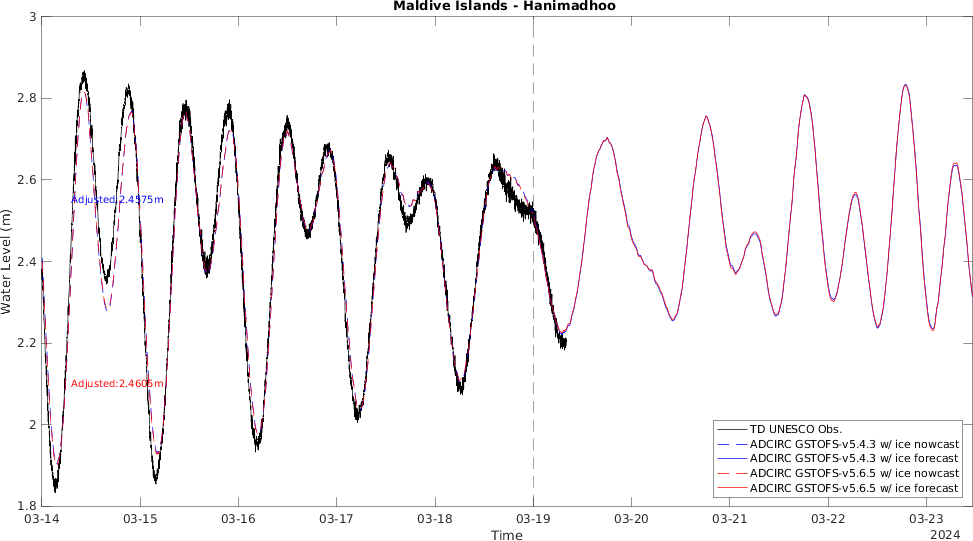 Maldive Islands - Hanimadhoo
3
2.8
2.6
2.4
2.2
2
1.8
Water Level (m)
Adjusted:2.4575m
Adjusted:2.4605m
TD UNESCO Obs.
ADCIRC GSTOFS-v5.4.3 w/ ice nowcast
ADCIRC GSTOFS-v5.4.3 w/ ice forecast
ADCIRC GSTOFS-v5.6.5 w/ ice nowcast
ADCIRC GSTOFS-v5.6.5 w/ ice forecast
03-14 03-15 03-16 03-17 03-18 03-19 03-20 03-21 03-22 03-23
Time
2024